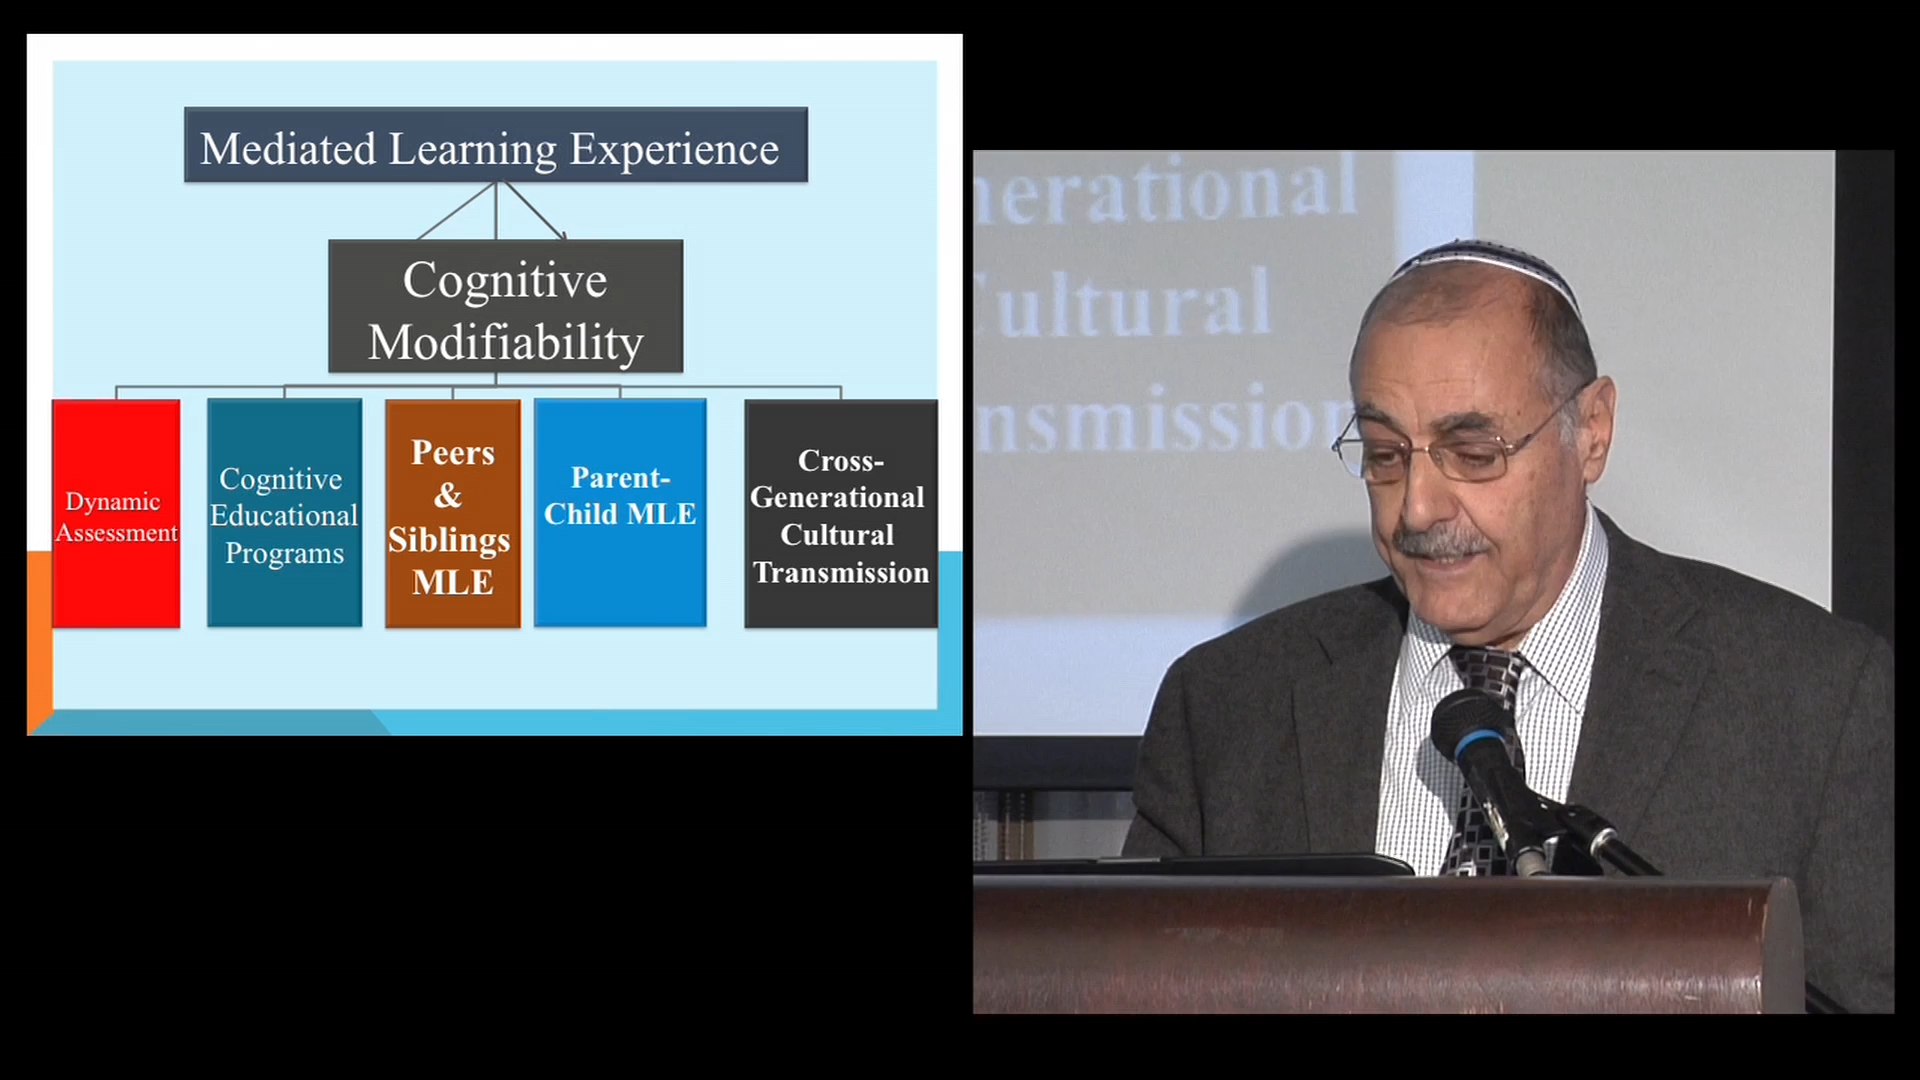 Mediated Learning Experience
Cognitive
Modifiability
Dynamic
Assessment
Cognitive
Educational
Programs
Peers
&
Siblings
MLE
Parent-
Child MLE
Cross-
Generational
Cultural
Transmission
nerational
ultural
nsmission